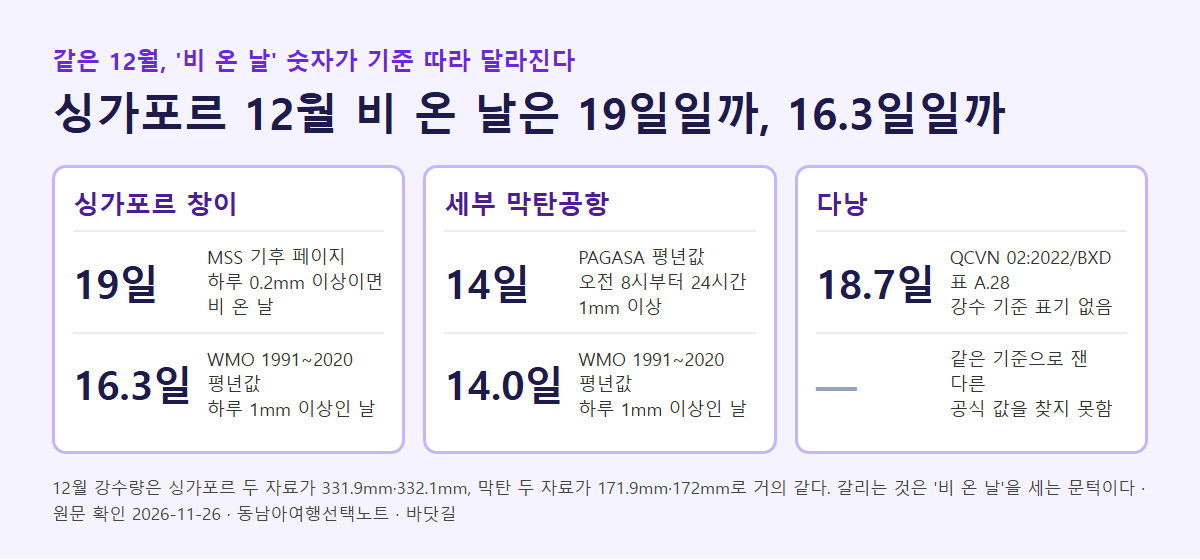 같은 12월, '비 온 날' 숫자가 기준 따라 달라진다
싱가포르 12월 비 온 날은 19일일까, 16.3일일까
싱가포르 창이
19일
MSS 기후 페이지
하루 0.2mm 이상이면
비 온 날
16.3일
WMO 1991~2020
평년값
하루 1mm 이상인 날
세부 막탄공항
14일
PAGASA 평년값
오전 8시부터 24시간
1mm 이상
14.0일
WMO 1991~2020
평년값
하루 1mm 이상인 날
다낭
18.7일
QCVN 02:2022/BXD
표 A.28
강수 기준 표기 없음
—
같은 기준으로 잰
다른
공식 값을 찾지 못함
12월 강수량은 싱가포르 두 자료가 331.9mm·332.1mm, 막탄 두 자료가 171.9mm·172mm로 거의 같다. 갈리는 것은 '비 온 날'을 세는 문턱이다 ·
원문 확인 2026-11-26 · 동남아여행선택노트 · 바닷길